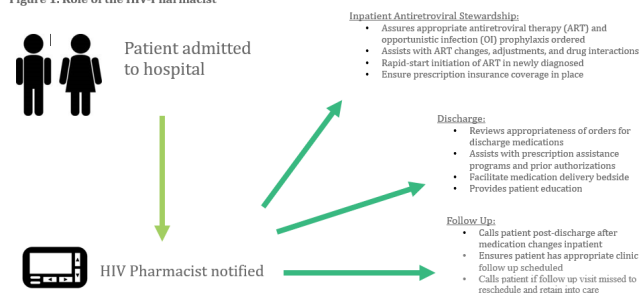 Figure 1. Role of the HIV-Pharmacist
Patient admitted
to hospital
HIV Pharmacist notified
Inpatient Antiretroviral Stewardship:
• Assures appropriate antiretroviral therapy (ART) and
opportunistic infection (OI) prophylaxis ordered
• Assists with ART changes, adjustments, and drug interactions
• Rapid-start initiation of ART in newly diagnosed
• Ensure prescription insurance coverage in place
Discharge:
• Reviews appropriateness of orders for
discharge medications
• Assists with prescription assistance
programs and prior authorizations
• Facilitate medication delivery bedside
• Provides patient education
Follow Up:
• Calls patient post-discharge after
medication changes inpatient
• Ensures patient has appropriate clinic
follow up scheduled
• Calls patient if follow up visit missed to
reschedule and retain into care